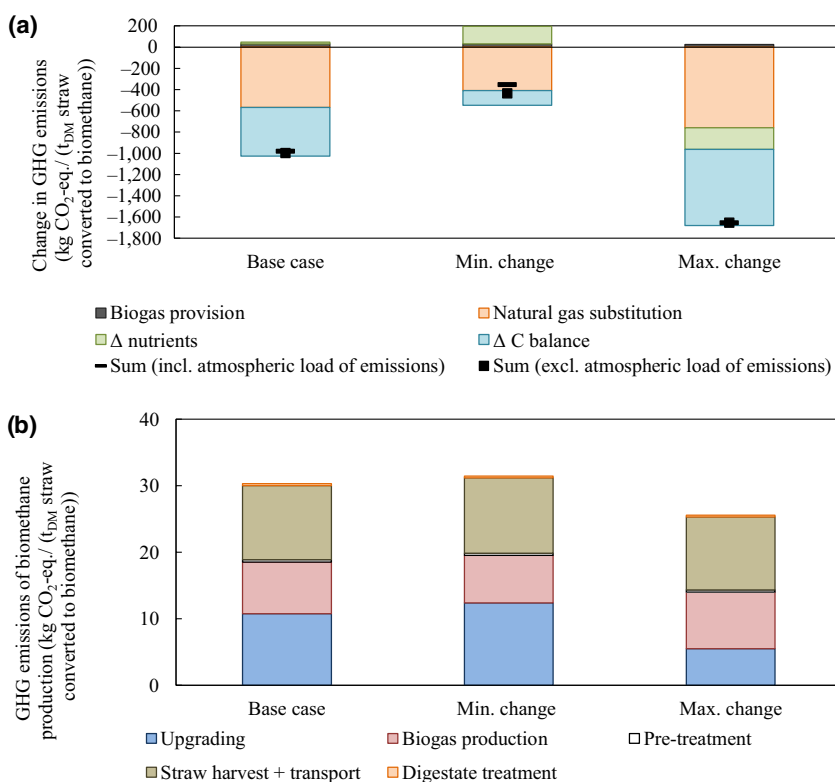 (a)
Change in GHG emissions
(kg CO₂-eq./ (t_DM straw
converted to biomethane))
200
0
−200
−400
−600
−800
−1,000
−1,200
−1,400
−1,600
−1,800
Base case Min. change Max. change
Biogas provision Natural gas substitution
Δ nutrients Δ C balance
Sum (incl. atmospheric load of emissions) Sum (excl. atmospheric load of emissions)
(b)
GHG emissions of biomethane
production (kg CO₂-eq./ (t_DM straw
converted to biomethane))
40
30
20
10
0
Base case Min. change Max. change
Upgrading Biogas production Pre-treatment
Straw harvest + transport Digestate treatment